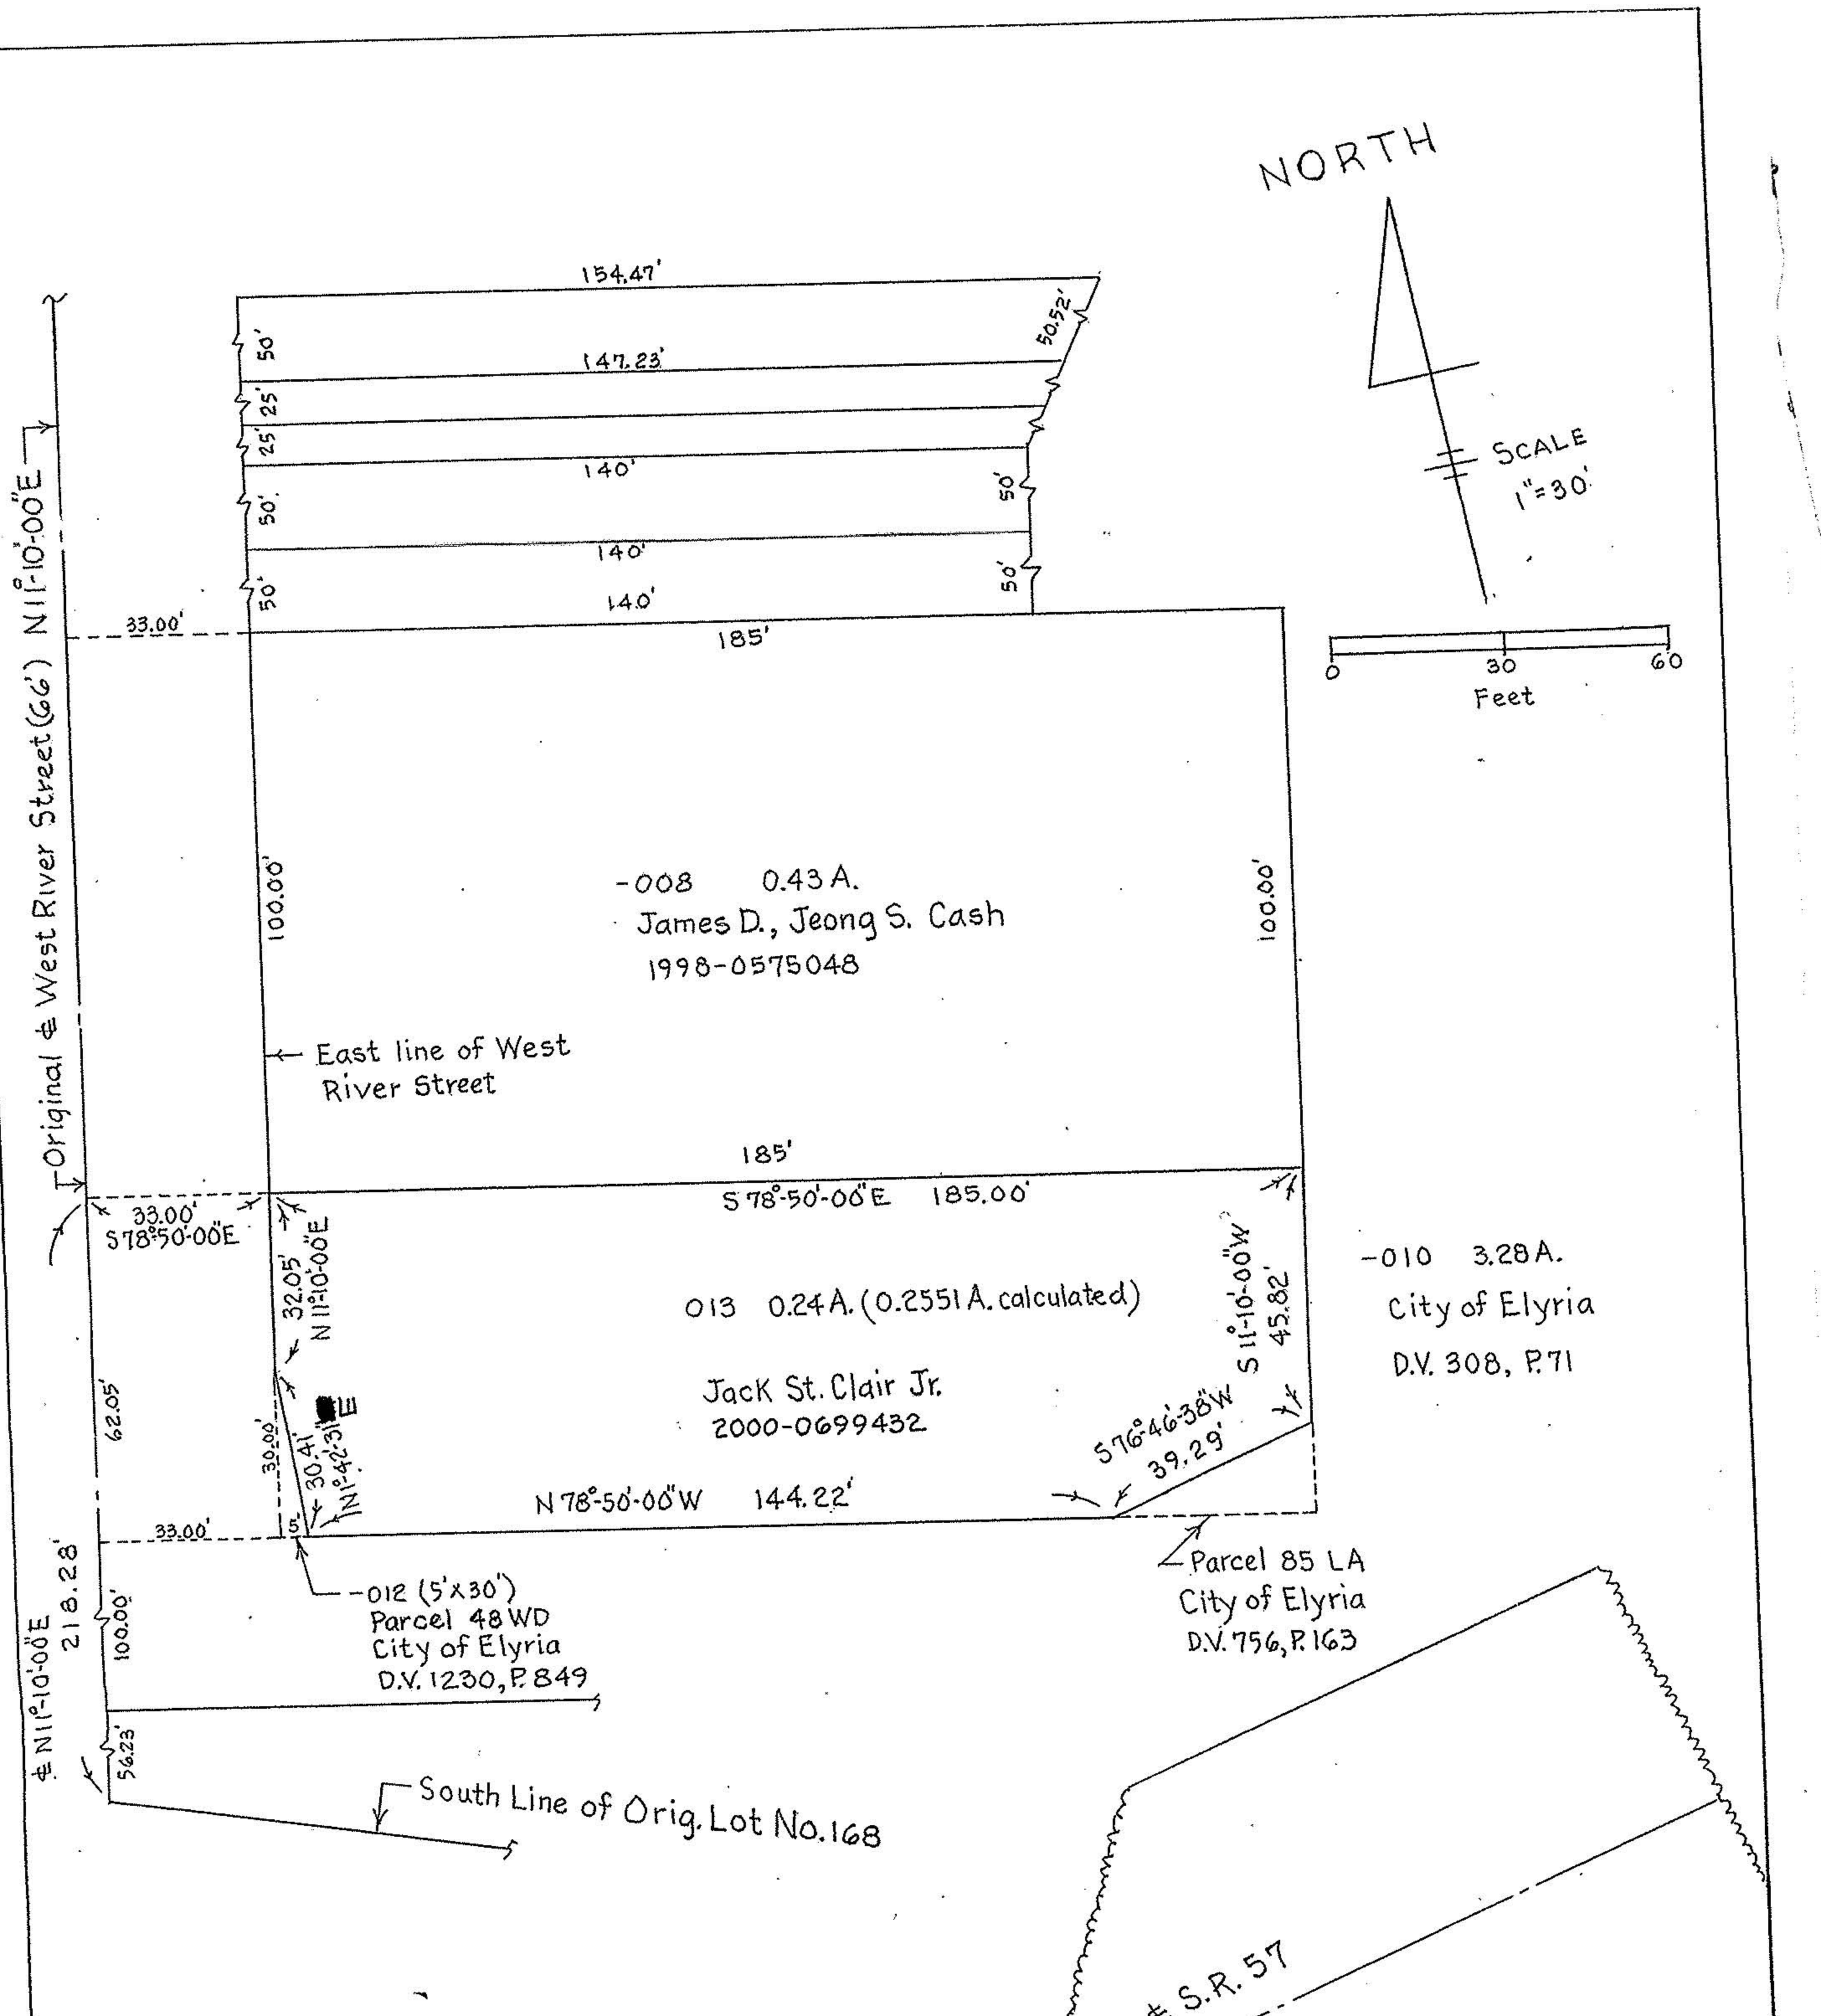 NORTH
SCALE
1"=30'
0 30 60
Feet
154.47'
50'
50.52'
147.23'
25'
25'
140'
50'
50'
140'
50'
50'
140'
33.00'
185'
Original ℄ West River Street (66') N11°-10'-00"E
100.00'
100.00'
-008 0.43 A.
James D., Jeong S. Cash
1998-0575048
East line of West
River Street
185'
S 78°-50'-00"E 185.00'
33.00'
S 78°-50'-00"E
32.05'
N 11°-10'-00"E
013 0.24 A. (0.2551 A. calculated)
Jack St. Clair Jr.
2000-0699432
S 11°-10'-00"W
45.82'
-010 3.28 A.
City of Elyria
D.V. 308, P. 71
62.05'
30.00'
30.41'
N1°-42'-31" E
S 76°-46'-38"W
39.29'
N 78°-50'-00"W 144.22'
33.00'
5'
-012 (5'x30')
Parcel 48 WD
City of Elyria
D.V. 1230, P. 849
Parcel 85 LA
City of Elyria
D.V. 756, P. 163
℄ N11°-10'-00"E
218.28'
100.00'
56.23'
South Line of Orig. Lot No. 168
℄ S.R. 57